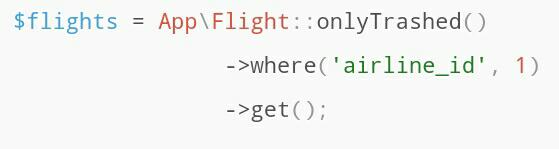 $flights = App\Flight::onlyTrashed()
->where('airline_id', 1)
->get();